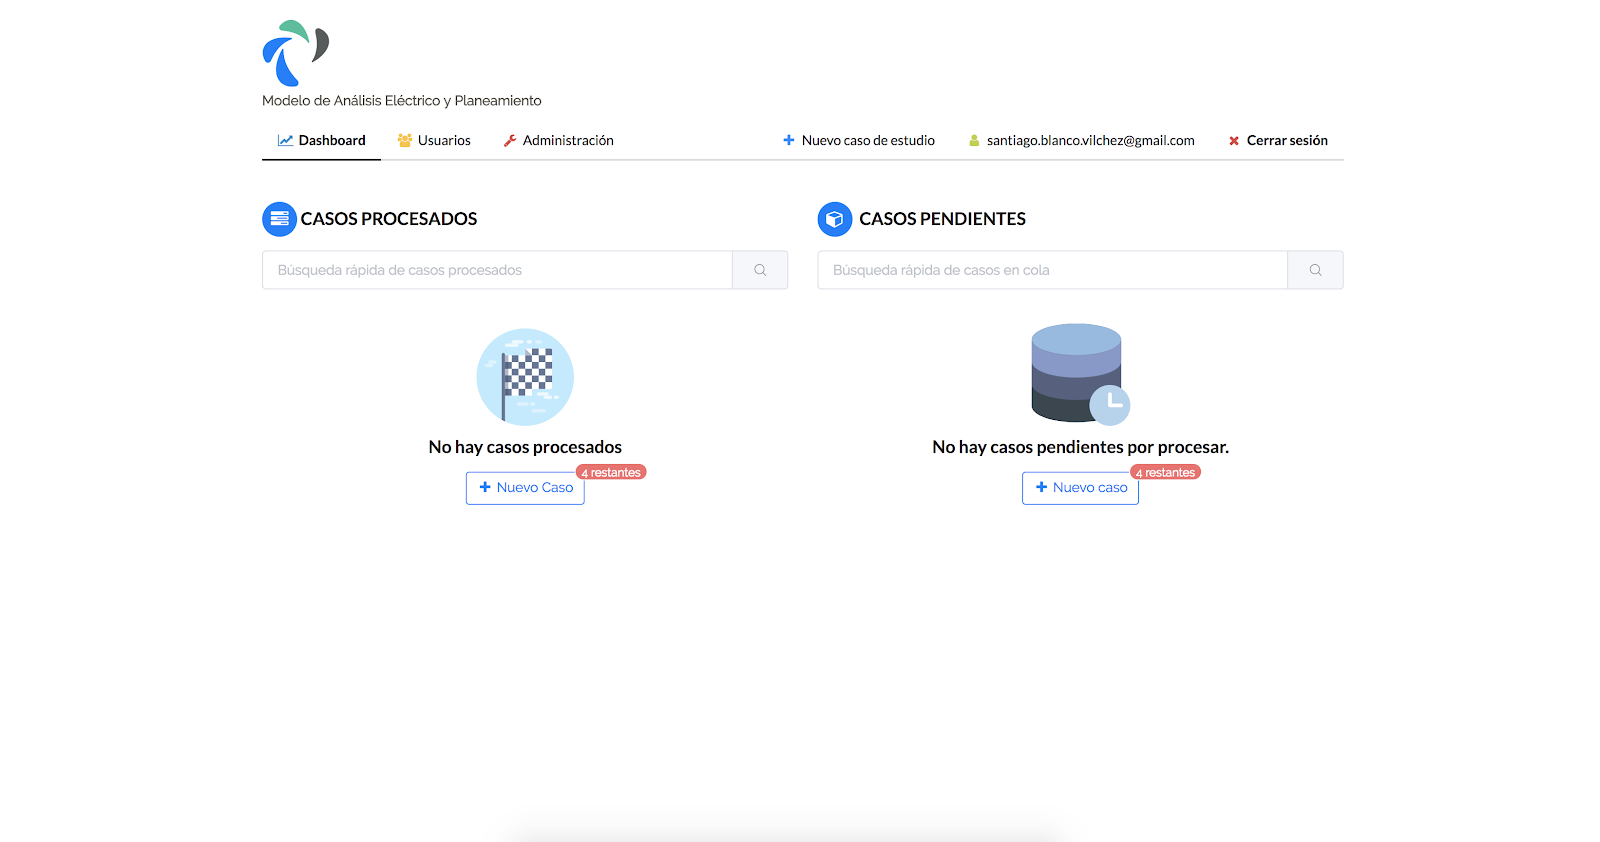 Modelo de Análisis Eléctrico y Planeamiento
Dashboard Usuarios Administración Nuevo caso de estudio santiago.blanco.vilchez@gmail.com Cerrar sesión
CASOS PROCESADOS
Búsqueda rápida de casos procesados
No hay casos procesados
4 restantes
Nuevo Caso
CASOS PENDIENTES
Búsqueda rápida de casos en cola
No hay casos pendientes por procesar.
4 restantes
Nuevo caso